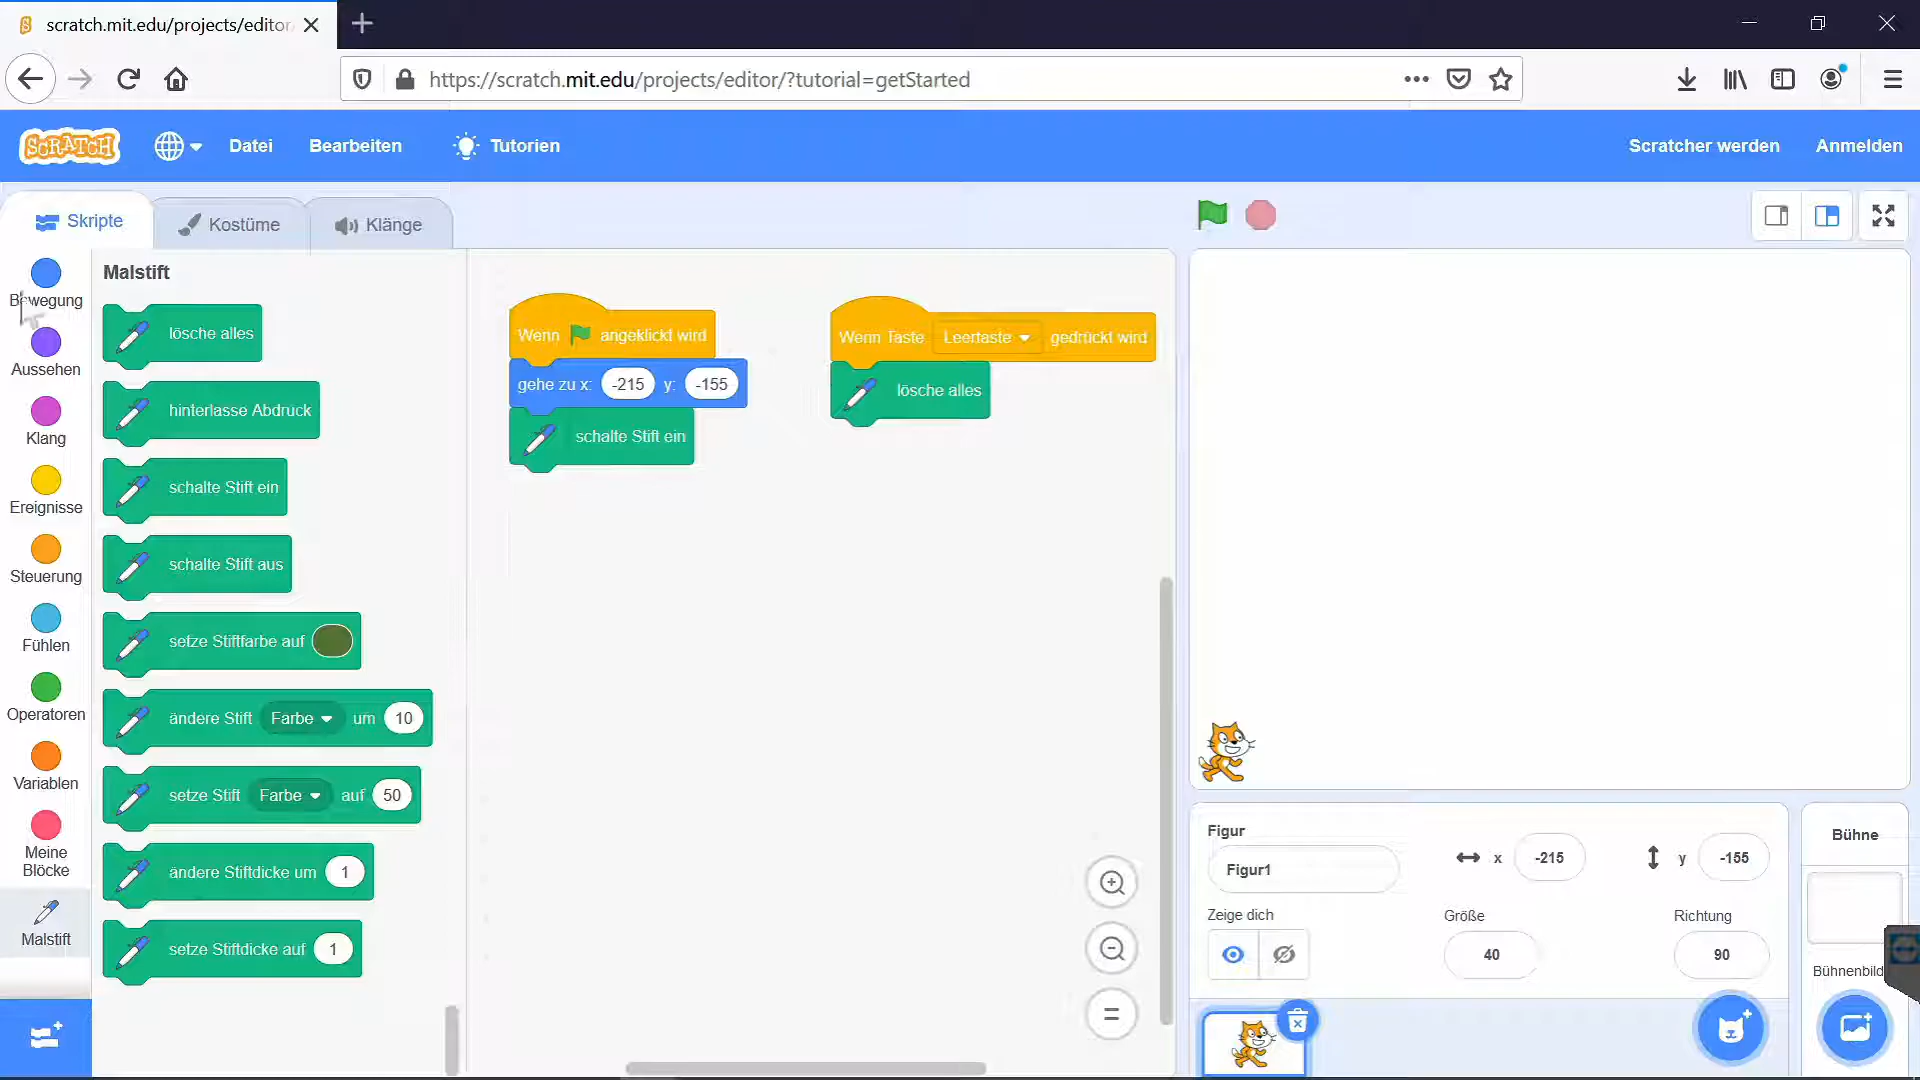 scratch.mit.edu/projects/editor
https://scratch.mit.edu/projects/editor/?tutorial=getStarted
SCRATCH
Datei
Bearbeiten
Tutorien
Scratcher werden
Anmelden
Skripte
Kostüme
Klänge
Bewegung
Aussehen
Klang
Ereignisse
Steuerung
Fühlen
Operatoren
Variablen
Meine
Blöcke
Malstift
Malstift
lösche alles
hinterlasse Abdruck
schalte Stift ein
schalte Stift aus
setze Stiftfarbe auf
ändere Stift Farbe um 10
setze Stift Farbe auf 50
ändere Stiftdicke um 1
setze Stiftdicke auf 1
Wenn angeklickt wird
gehe zu x: -215 y: -155
schalte Stift ein
Wenn Taste Leertaste gedrückt wird
lösche alles
Figur
Figur1
x -215
y -155
Zeige dich
Größe
40
Richtung
90
Bühne
Bühnenbild